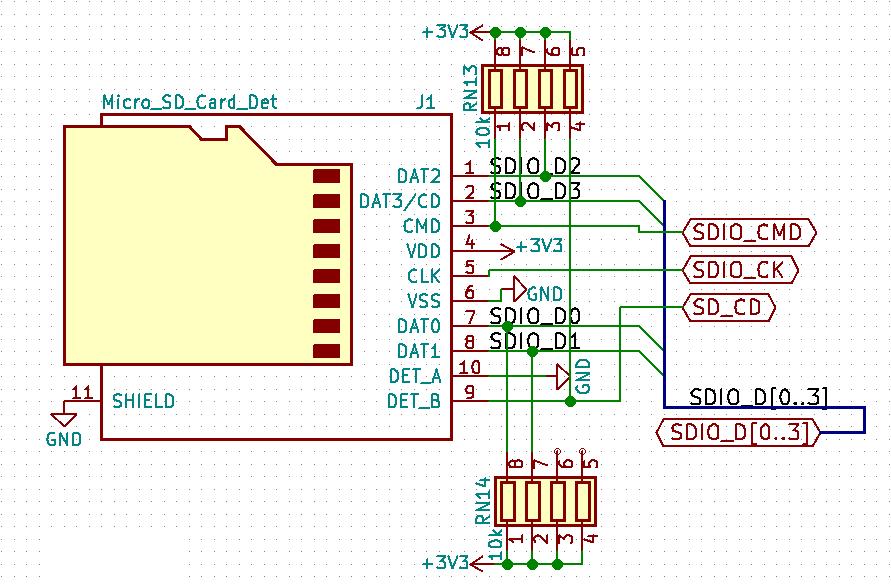 +3V3
8 7 6 5
RN13
10k
1 2 3 4
Micro_SD_Card_Det
J1
DAT2 1 SDIO_D2
DAT3/CD 2 SDIO_D3
CMD 3 SDIO_CMD
VDD 4 +3V3
CLK 5 SDIO_CK
VSS 6 GND
SD_CD
DAT0 7 SDIO_D0
DAT1 8 SDIO_D1
DET_A 10 GND
DET_B 9
11 SHIELD
GND
SDIO_D[0..3]
SDIO_D[0..3]
8 7 6 5
RN14
10k
1 2 3 4
+3V3